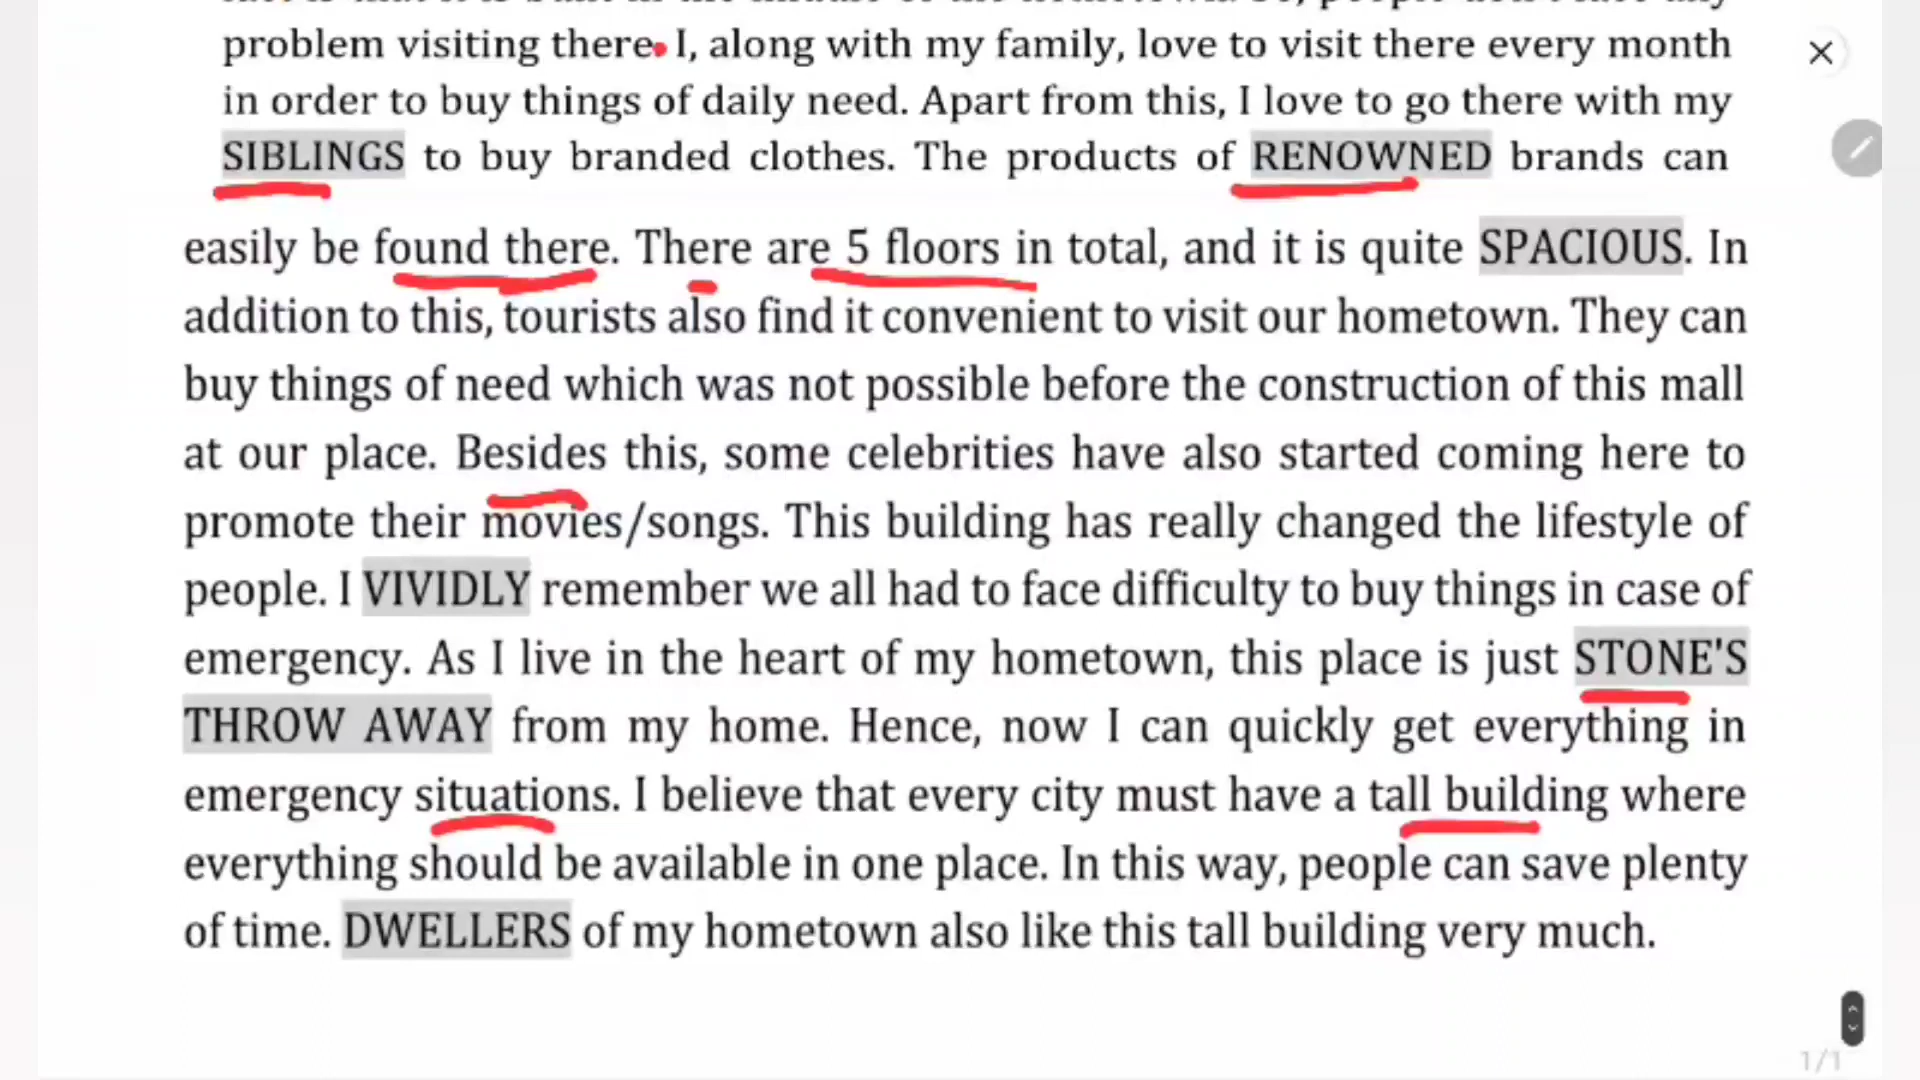 problem visiting there. I, along with my family, love to visit there every month
in order to buy things of daily need. Apart from this, I love to go there with my
SIBLINGS to buy branded clothes. The products of RENOWNED brands can
easily be found there. There are 5 floors in total, and it is quite SPACIOUS. In
addition to this, tourists also find it convenient to visit our hometown. They can
buy things of need which was not possible before the construction of this mall
at our place. Besides this, some celebrities have also started coming here to
promote their movies/songs. This building has really changed the lifestyle of
people. I VIVIDLY remember we all had to face difficulty to buy things in case of
emergency. As I live in the heart of my hometown, this place is just STONE'S
THROW AWAY from my home. Hence, now I can quickly get everything in
emergency situations. I believe that every city must have a tall building where
everything should be available in one place. In this way, people can save plenty
of time. DWELLERS of my hometown also like this tall building very much.
1/1